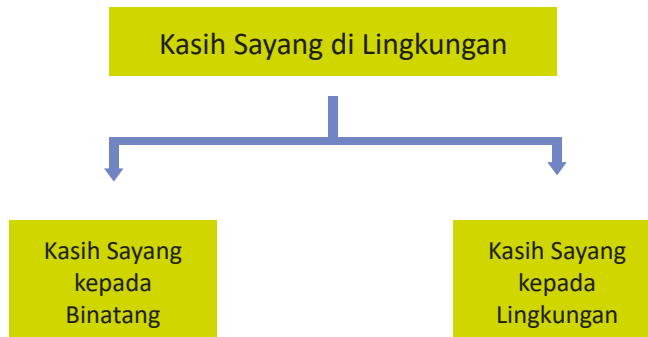 Kasih Sayang di Lingkungan
Kasih Sayang
kepada
Binatang
Kasih Sayang
kepada
Lingkungan